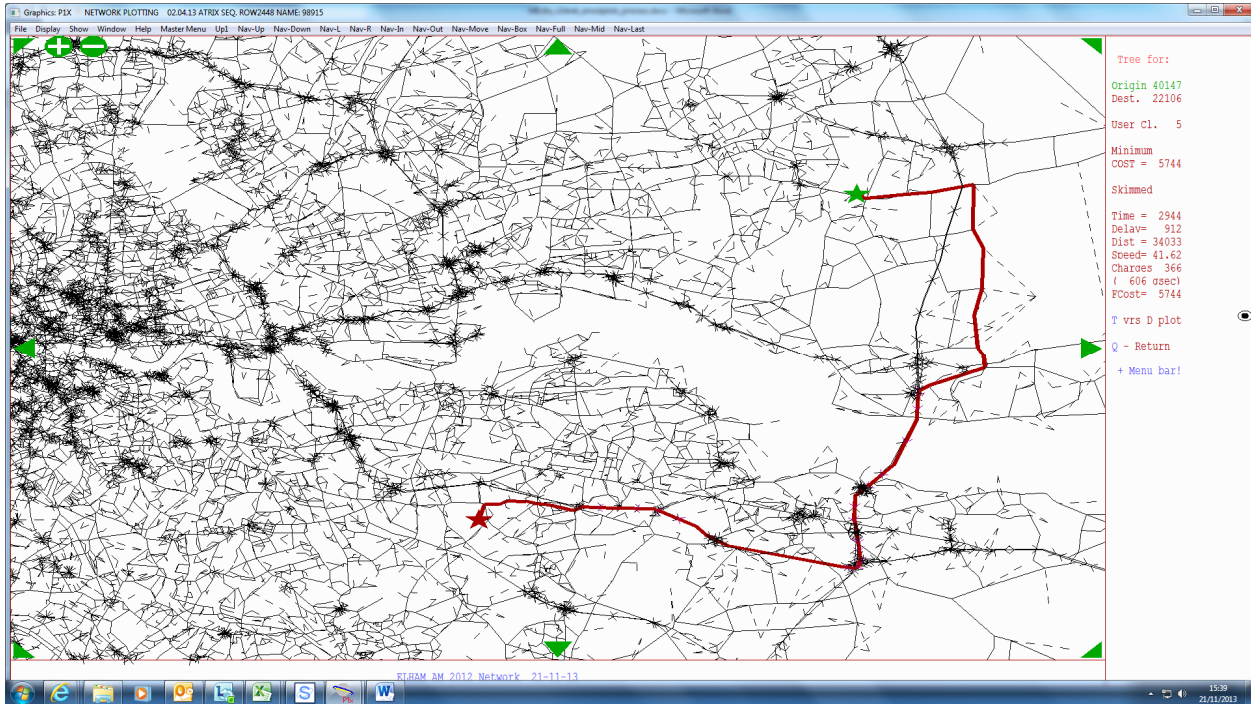 Graphics: P1X NETWORK PLOTTING 02.04.13 ATRIX SEQ. ROW2448 NAME: 98915
File Display Show Window Help Master Menu Up1 Nav-Up Nav-Down Nav-L Nav-R Nav-In Nav-Out Nav-Move Nav-Box Nav-Full Nav-Mid Nav-Last
Tree for:
Origin 40147
Dest. 22106
User Cl. 5
Minimum
COST = 5744
Skimmed
Time = 2944
Delay= 912
Dist = 34033
Speed= 41.62
Charges 366
( 606 gsec)
FCost= 5744
T vrs D plot
Q - Return
+ Menu bar!
ELHAM AM 2012 Network 21-11-13
15:39
21/11/2013